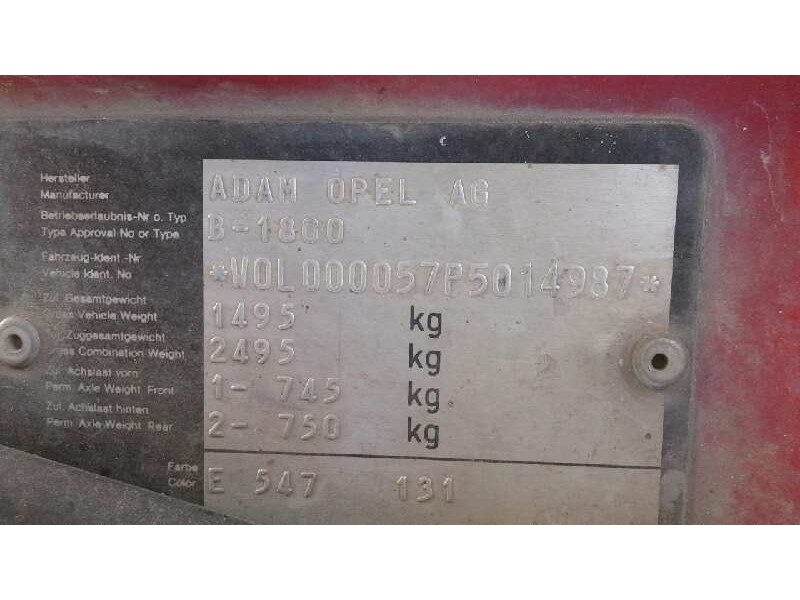 Hersteller
Manufacturer
ADAM OPEL AG
Betriebserlaubnis-Nr o. Typ
Type Approval No or Type
B-1800
Fahrzeug-Ident.-Nr
Vehicle Ident. No
*W0L000057P5014987*
Zul. Gesamtgewicht
Gross Vehicle Weight
1495 kg
Zuggesamtgewicht
Gross Combination Weight
2495 kg
Zul. Achslast vorn
Perm. Axle Weight Front
1- 745 kg
Zul. Achslast hinten
Perm. Axle Weight Rear
2- 750 kg
Farbe
Color
E 547 131